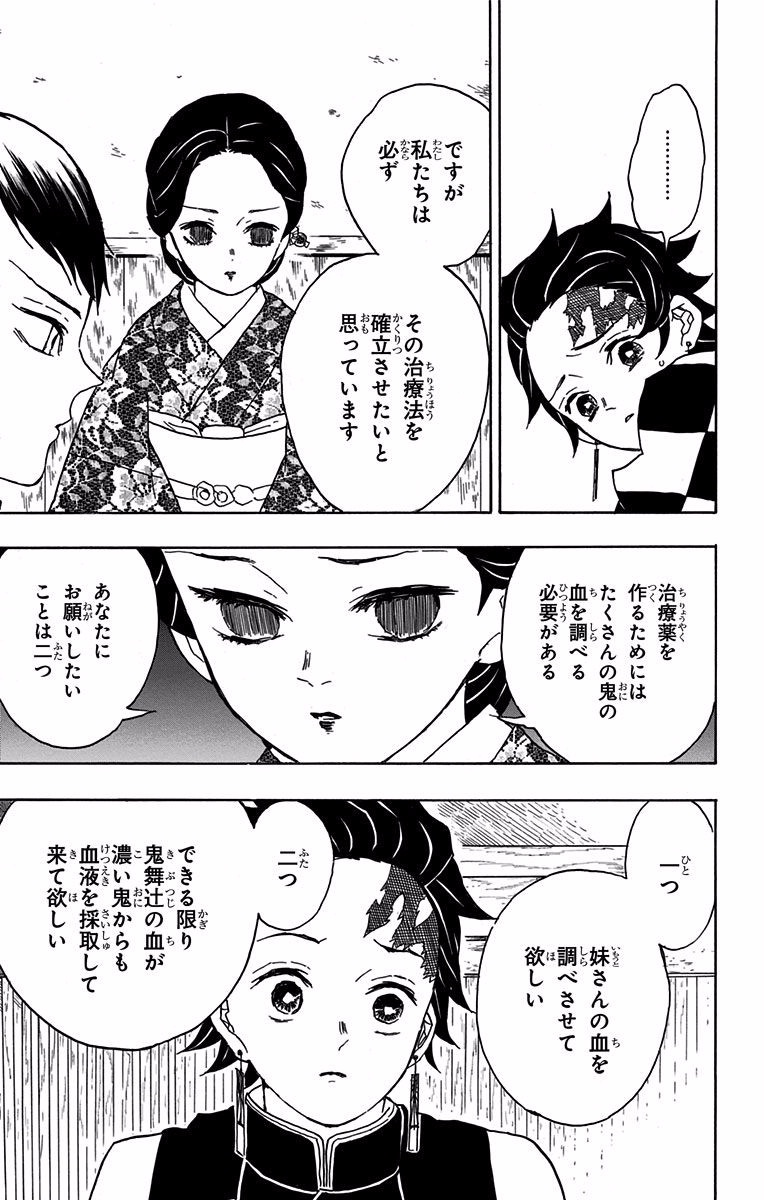 …………
ですが
私たちは
必ず
その治療法を
確立させたいと
思っています
治療薬を
作るためには
たくさんの鬼の
血を調べる
必要がある
あなたに
お願いしたい
ことは二つ
一つ
妹さんの血を
調べさせて
欲しい
二つ
できる限り
鬼舞辻の血が
濃い鬼からも
血液を採取して
来て欲しい